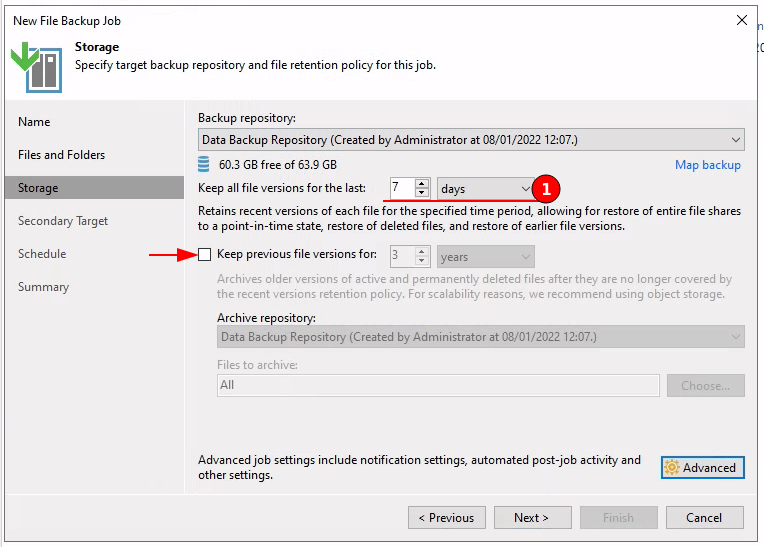 New File Backup Job
Storage
Specify target backup repository and file retention policy for this job.
Name
Files and Folders
Storage
Secondary Target
Schedule
Summary
Backup repository:
Data Backup Repository (Created by Administrator at 08/01/2022 12:07.)
60.3 GB free of 63.9 GB
Map backup
Keep all file versions for the last: 7 days 1
Retains recent versions of each file for the specified time period, allowing for restore of entire file shares
to a point-in-time state, restore of deleted files, and restore of earlier file versions.
Keep previous file versions for: 3 years
Archives older versions of active and permanently deleted files after they are no longer covered by
the recent versions retention policy. For scalability reasons, we recommend using object storage.
Archive repository:
Data Backup Repository (Created by Administrator at 08/01/2022 12:07.)
Files to archive:
All
Choose...
Advanced job settings include notification settings, automated post-job activity and
other settings.
Advanced
< Previous
Next >
Finish
Cancel